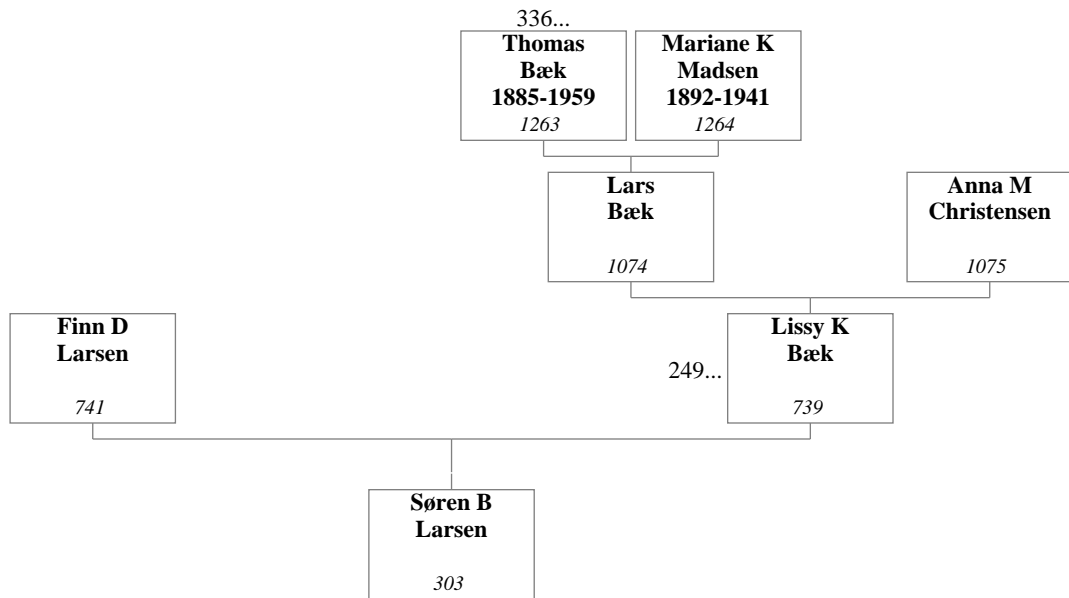 336...
Thomas
Bæk
1885-1959
1263
Mariane K
Madsen
1892-1941
1264
Lars
Bæk
1074
Anna M
Christensen
1075
Finn D
Larsen
741
249...
Lissy K
Bæk
739
Søren B
Larsen
303